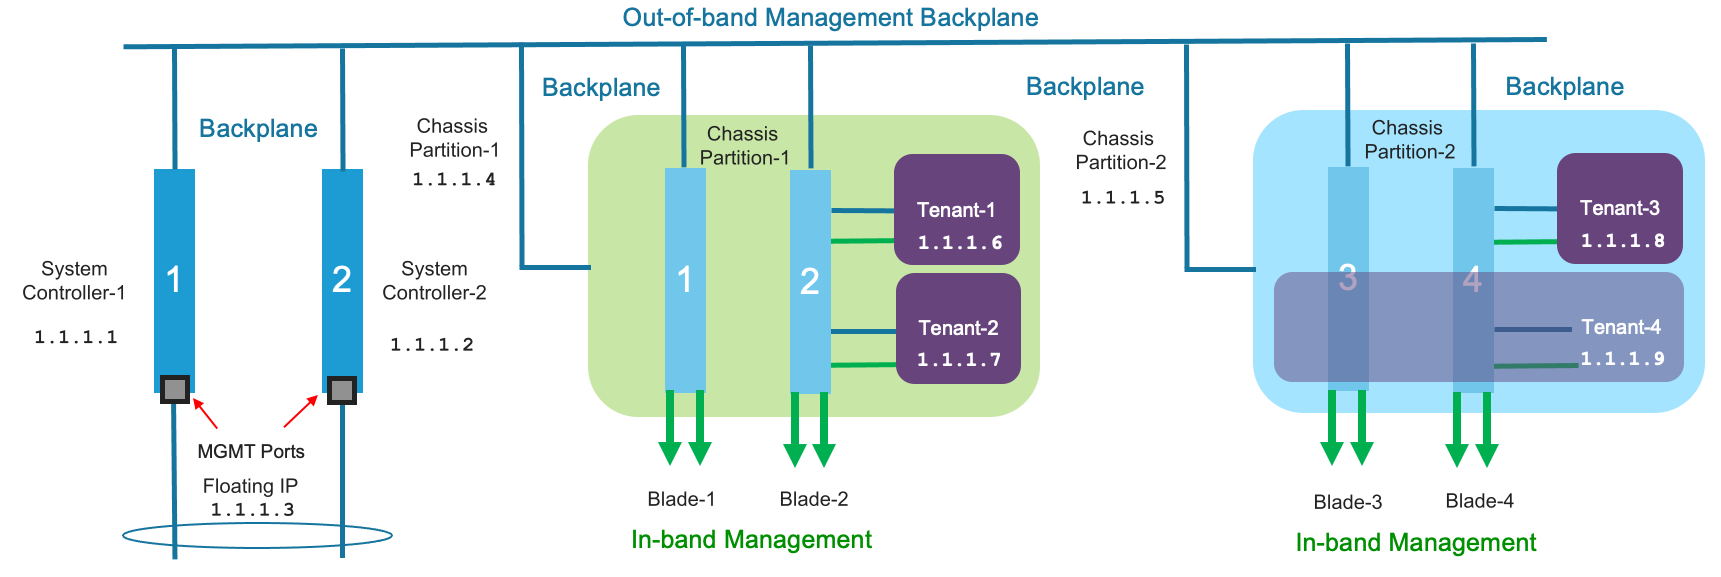 Out-of-band Management Backplane
Backplane
Backplane
Backplane
Backplane
Chassis
Partition-1
1.1.1.4
Chassis
Partition-1
Chassis
Partition-2
1.1.1.5
Chassis
Partition-2
System
Controller-1
1.1.1.1
1
2
System
Controller-2
1.1.1.2
1
2
Tenant-1
1.1.1.6
Tenant-2
1.1.1.7
3
4
Tenant-3
1.1.1.8
Tenant-4
1.1.1.9
MGMT Ports
Floating IP
1.1.1.3
Blade-1
Blade-2
In-band Management
Blade-3
Blade-4
In-band Management